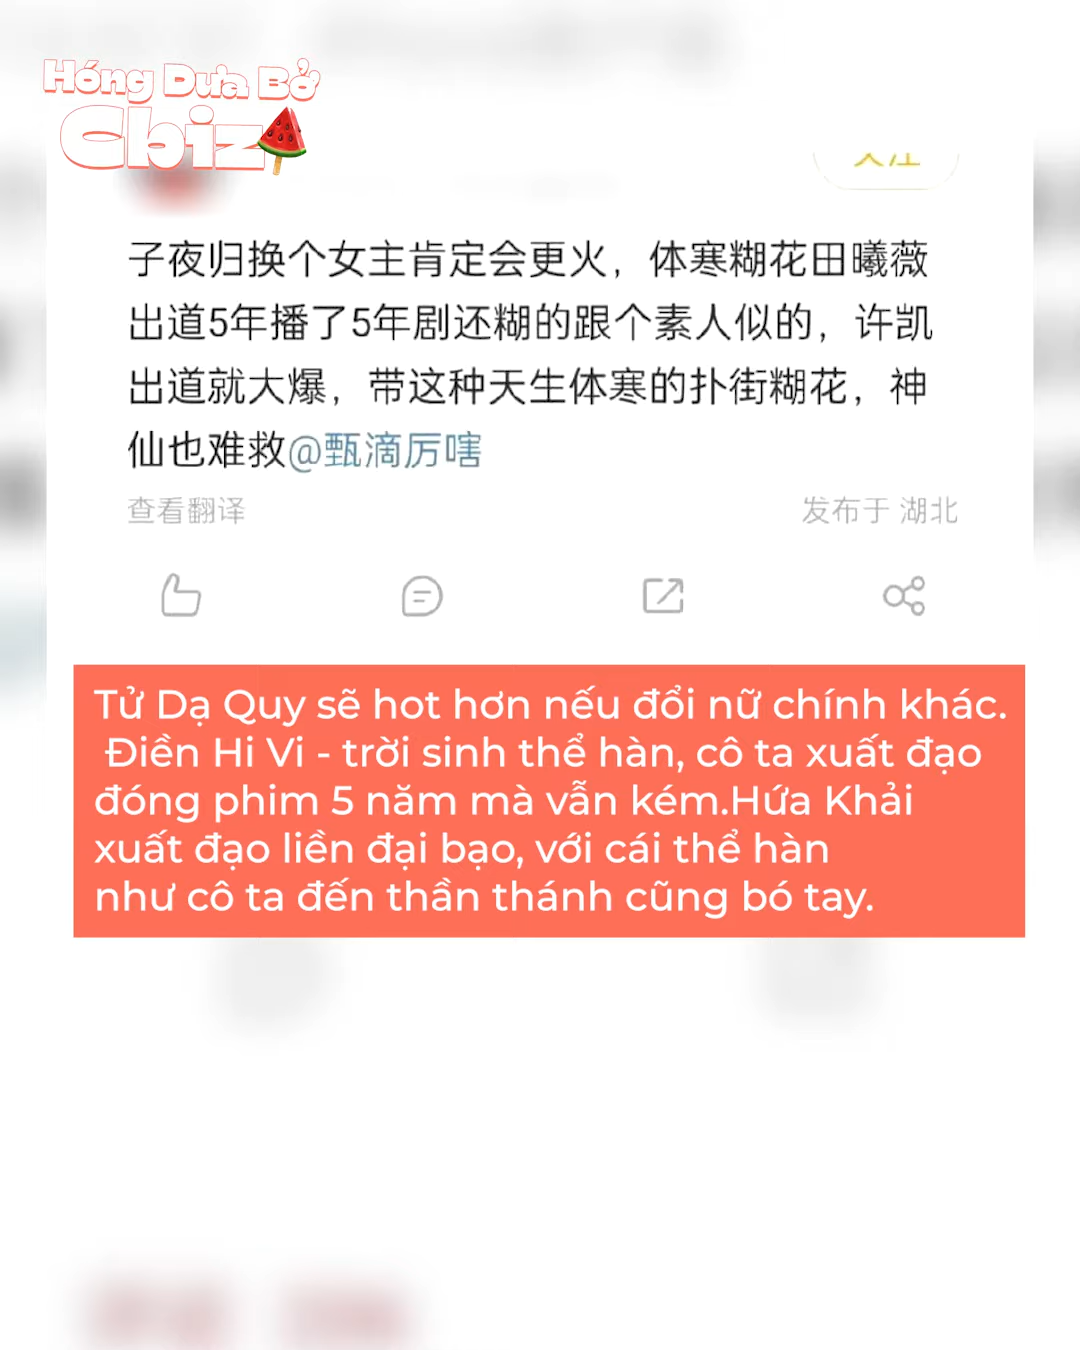 Hóng Dưa Bở
Cbiz
关注
子夜归换个女主肯定会更火，体寒糊花田曦薇
出道5年播了5年剧还糊的跟个素人似的，许凯
出道就大爆，带这种天生体寒的扑街糊花，神
仙也难救@甄滴厉嗐
查看翻译
发布于 湖北
Tử Dạ Quy sẽ hot hơn nếu đổi nữ chính khác.
Điền Hi Vi - trời sinh thể hàn, cô ta xuất đạo
đóng phim 5 năm mà vẫn kém.Hứa Khải
xuất đạo liền đại bạo, với cái thể hàn
như cô ta đến thần thánh cũng bó tay.